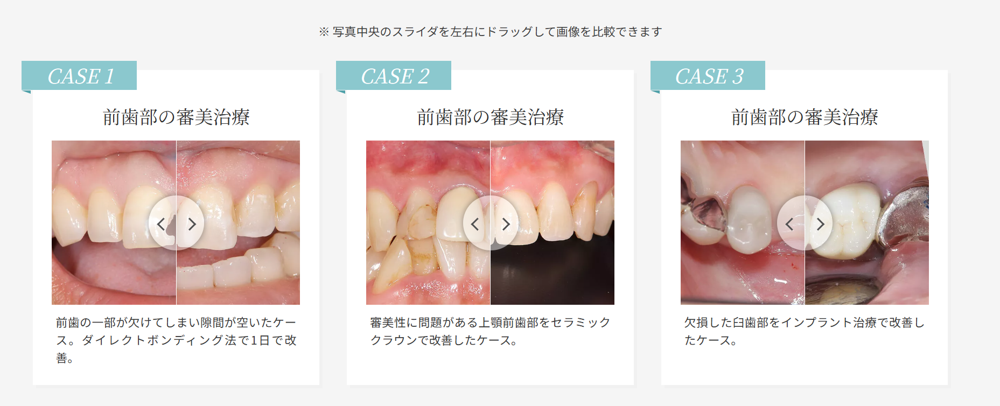 ※ 写真中央のスライダを左右にドラッグして画像を比較できます
CASE 1
前歯部の審美治療
前歯の一部が欠けてしまい隙間が空いたケー
ス。ダイレクトボンディング法で1日で改
善。
CASE 2
前歯部の審美治療
審美性に問題がある上顎前歯部をセラミック
クラウンで改善したケース。
CASE 3
前歯部の審美治療
欠損した臼歯部をインプラント治療で改善し
たケース。